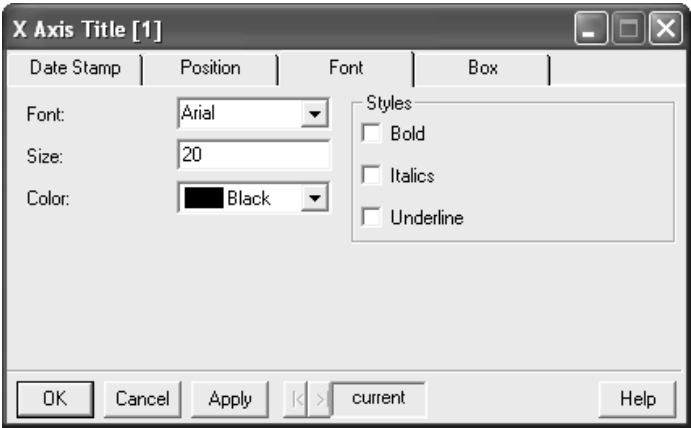 X Axis Title [1]
Date Stamp Position Font Box
Font: Arial
Styles
Bold
Size: 20
Italics
Color: Black
Underline
OK Cancel Apply |< >| current Help